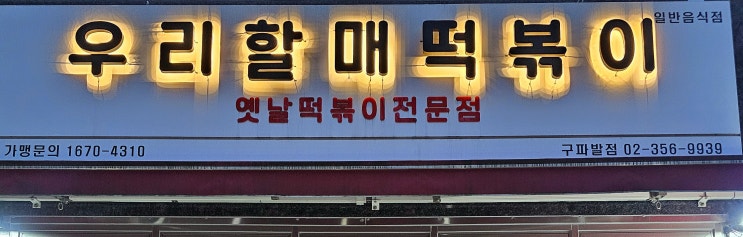 일반음식점
우리할매떡볶이
옛날떡볶이전문점
가맹문의 1670-4310
구파발점 02-356-9939